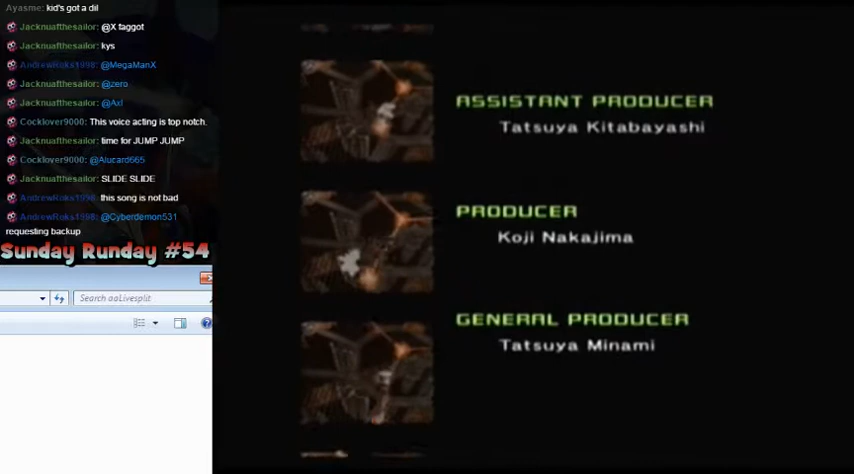 Ayasme: kid's got a dil
Jacknuafthesailor: @X faggot
Jacknuafthesailor: kys
AndrewRoks1998: @MegaManX
Jacknuafthesailor: @zero
Jacknuafthesailor: @Axl
Cocklover9000: This voice acting is top notch.
Jacknuafthesailor: time for JUMP JUMP
Cocklover9000: @Alucard665
Jacknuafthesailor: SLIDE SLIDE
AndrewRoks1998: this song is not bad
AndrewRoks1998: @Cyberdemon531
requesting backup
Sunday Runday #54
Search aoLivesplit
ASSISTANT PRODUCER
Tatsuya Kitabayashi
PRODUCER
Koji Nakajima
GENERAL PRODUCER
Tatsuya Minami